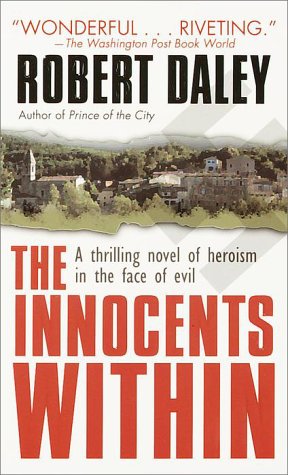 "WONDERFUL . . . RIVETING."
— The Washington Post Book World
ROBERT DALEY
Author of Prince of the City
THE
A thrilling novel of heroism
in the face of evil
INNOCENTS
WITHIN